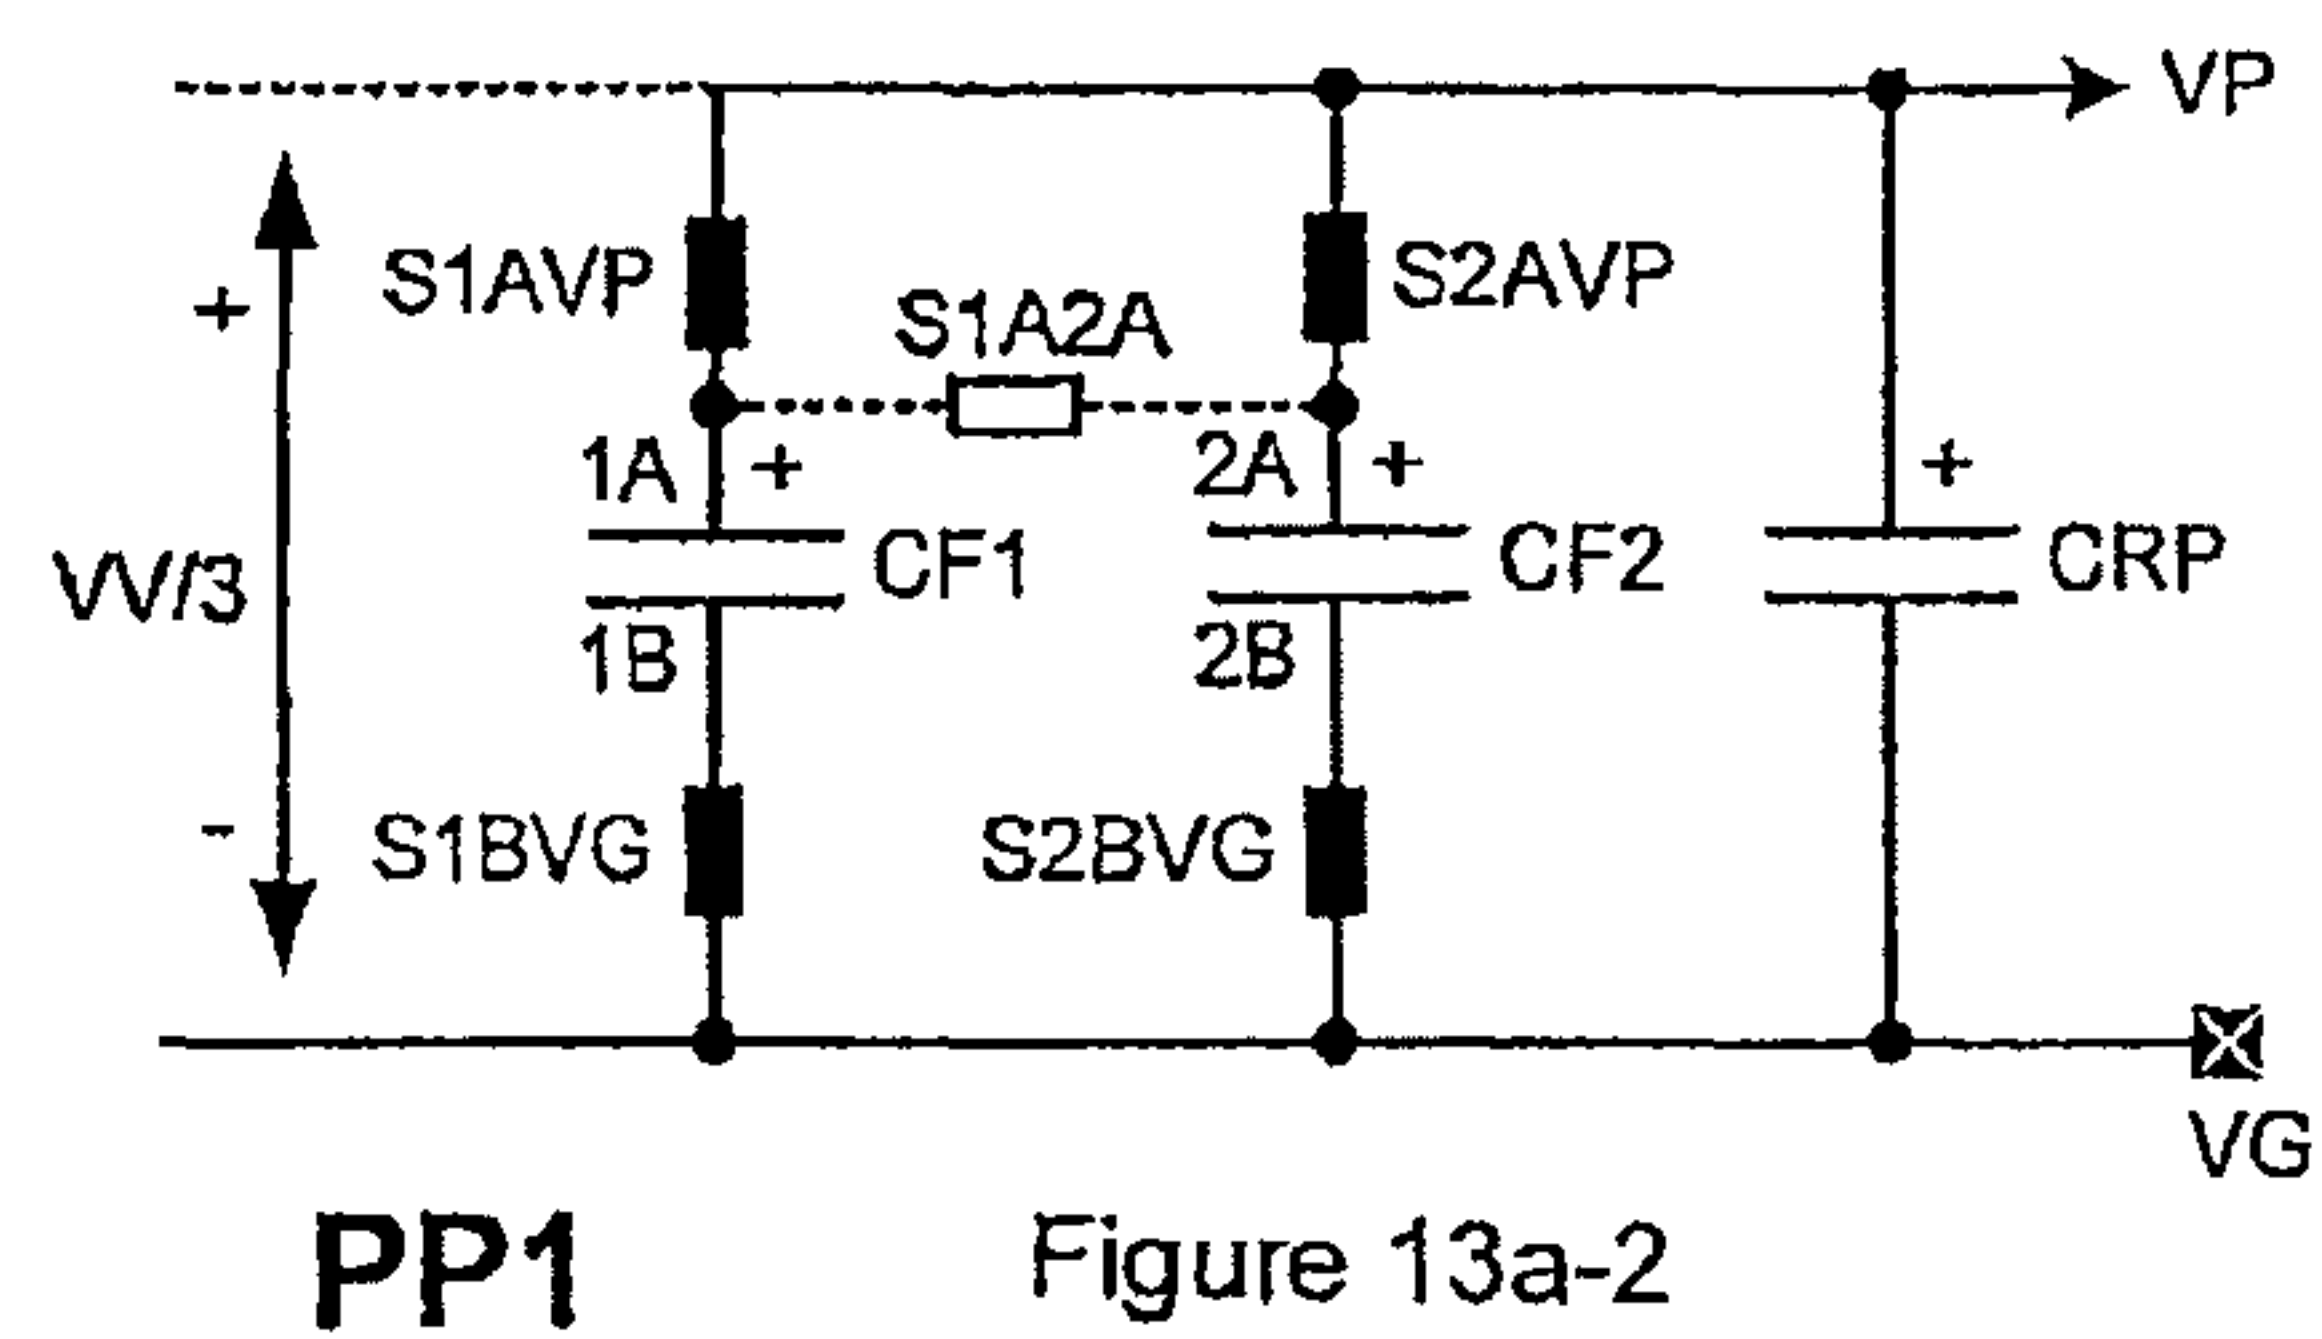 VP
S1AVP
S2AVP
S1A2A
+
1A
+
2A
+
+
VV/3
CF1
CF2
CRP
1B
2B
-
S1BVG
S2BVG
VG
PP1
Figure 13a-2